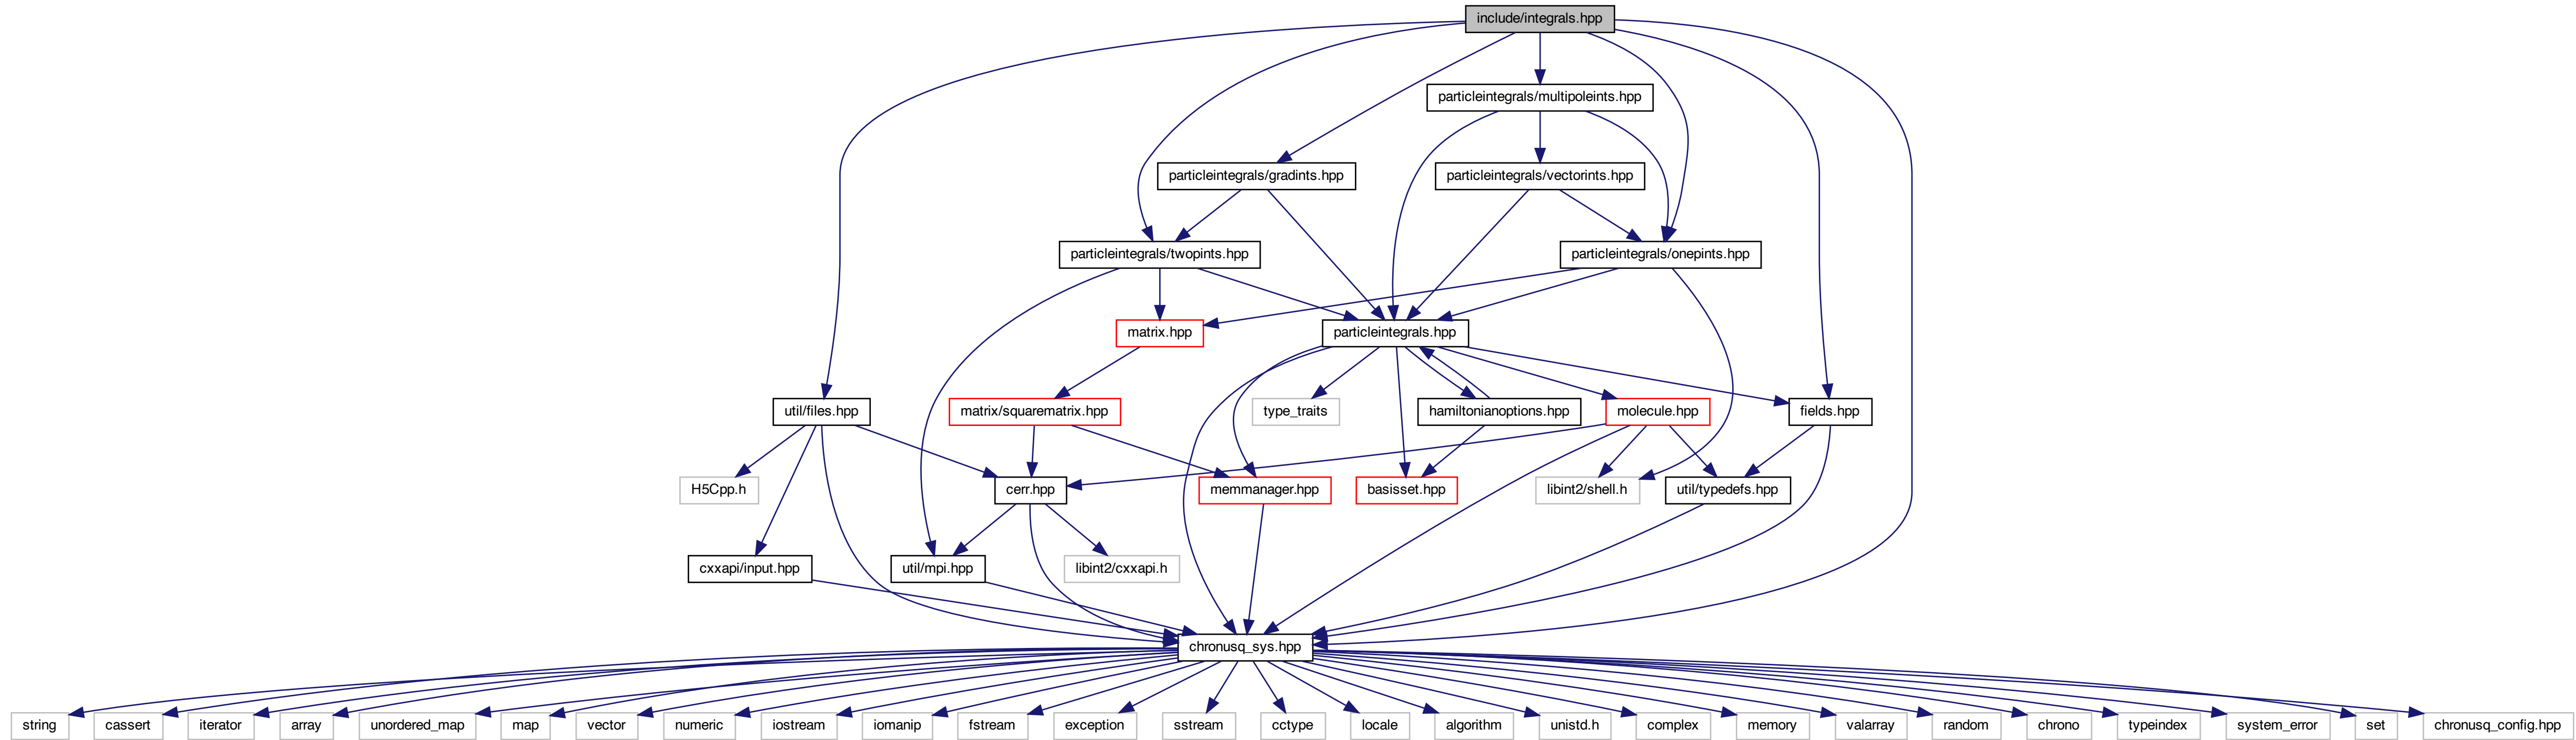 include/integrals.hpp
particleintegrals/multipoleints.hpp
particleintegrals/gradints.hpp
particleintegrals/vectorints.hpp
particleintegrals/twopints.hpp
particleintegrals/onepints.hpp
matrix.hpp
particleintegrals.hpp
util/files.hpp
matrix/squarematrix.hpp
type_traits
hamiltonianoptions.hpp
molecule.hpp
fields.hpp
H5Cpp.h
cerr.hpp
memmanager.hpp
basisset.hpp
libint2/shell.h
util/typedefs.hpp
cxxapi/input.hpp
util/mpi.hpp
libint2/cxxapi.h
chronusq_sys.hpp
string
cassert
iterator
array
unordered_map
map
vector
numeric
iostream
iomanip
fstream
exception
sstream
cctype
locale
algorithm
unistd.h
complex
memory
valarray
random
chrono
typeindex
system_error
set
chronusq_config.hpp